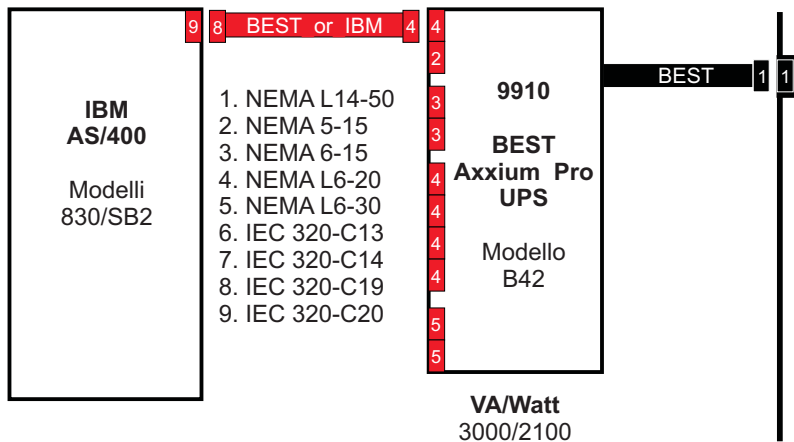 9 8 BEST or IBM 4 4
2
BEST 1 1
9910
3
3
BEST
Axxium Pro
UPS
Modello
B42
4
4
4
4
5
5
IBM
AS/400
Modelli
830/SB2
1. NEMA L14-50
2. NEMA 5-15
3. NEMA 6-15
4. NEMA L6-20
5. NEMA L6-30
6. IEC 320-C13
7. IEC 320-C14
8. IEC 320-C19
9. IEC 320-C20
VA/Watt
3000/2100